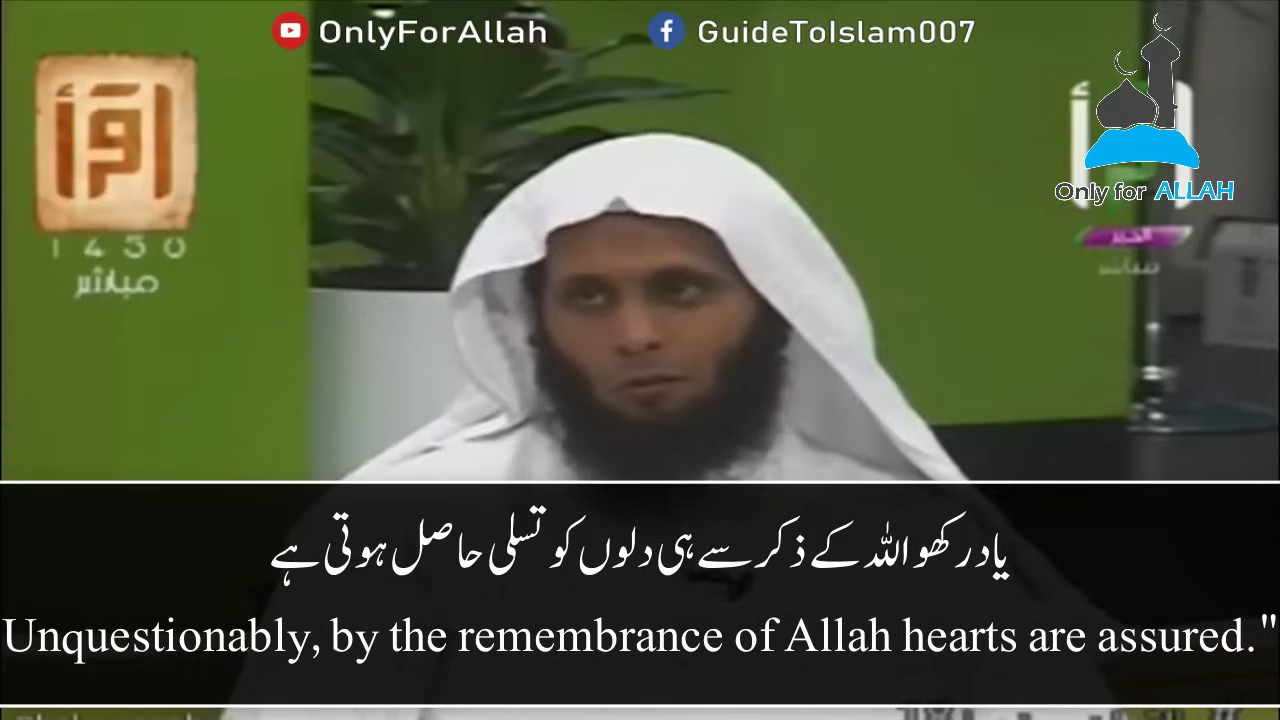 OnlyForAllah
GuideToIslam007
اقرأ
1430
مباشر
Only for ALLAH
مباشر
یاد رکھو اللہ کے ذکر سے ہی دلوں کو تسلی حاصل ہوتی ہے
Unquestionably, by the remembrance of Allah hearts are assured."